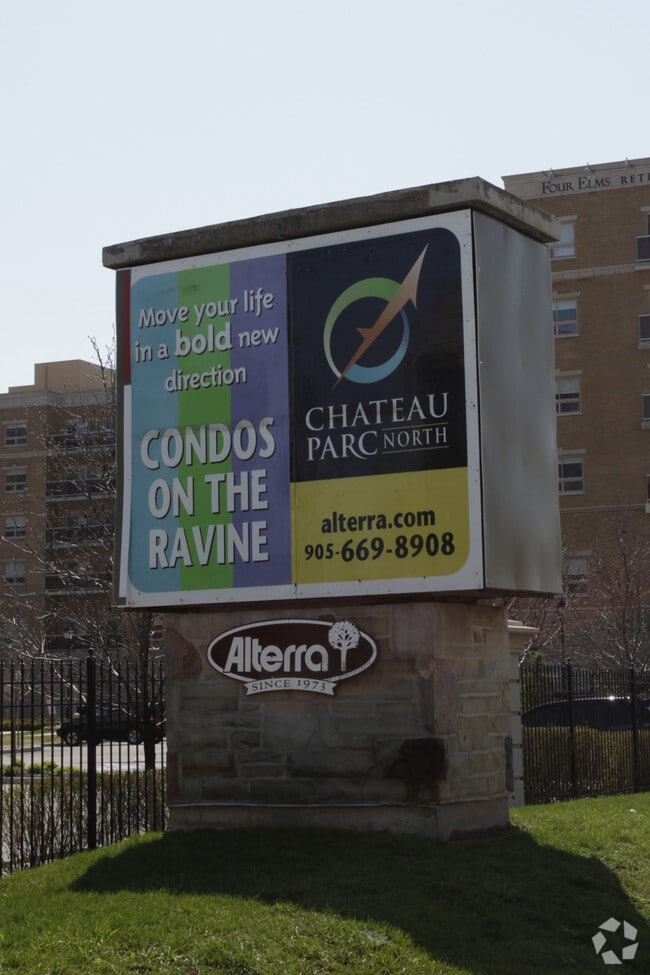 FOUR ELMS
Move your life
in a bold new
direction
CONDOS
ON THE
RAVINE
CHATEAU
PARC NORTH
alterra.com
905-669-8908
Alterra
SINCE 1973